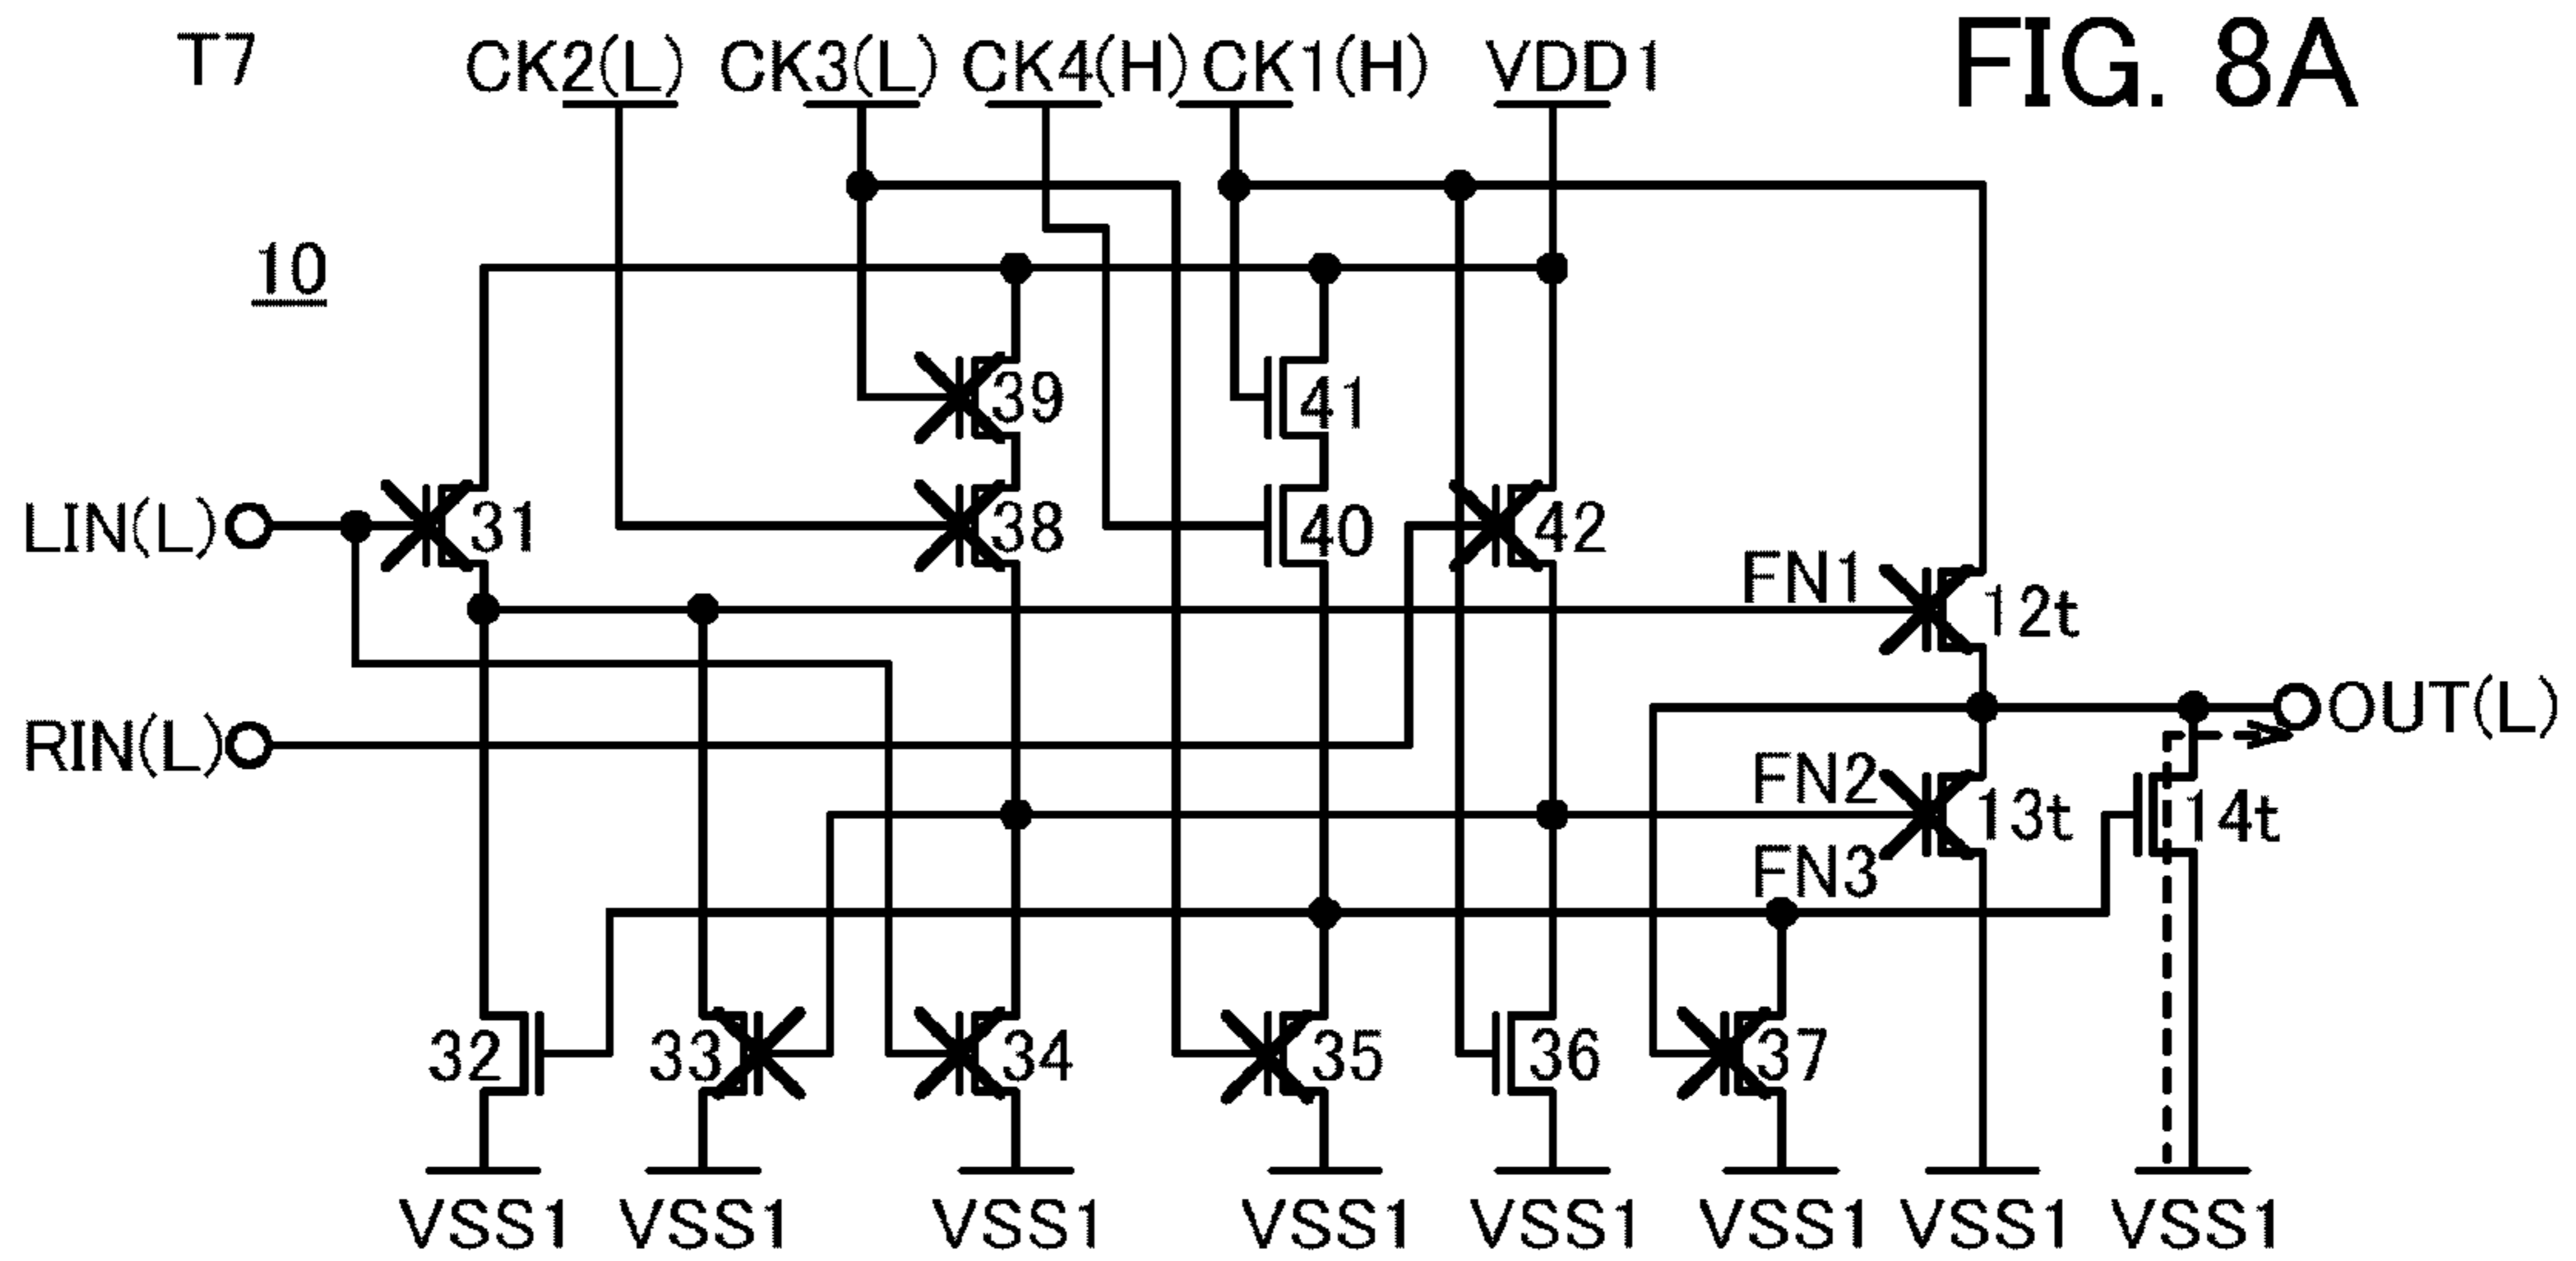 T7
CK2(L)
CK3(L)
CK4(H)
CK1(H)
VDD1
FIG. 8A
10
39
41
LIN(L)
31
38
40
42
FN1
12t
RIN(L)
OUT(L)
FN2
13t
14t
FN3
32
33
34
35
36
37
VSS1
VSS1
VSS1
VSS1
VSS1
VSS1
VSS1
VSS1